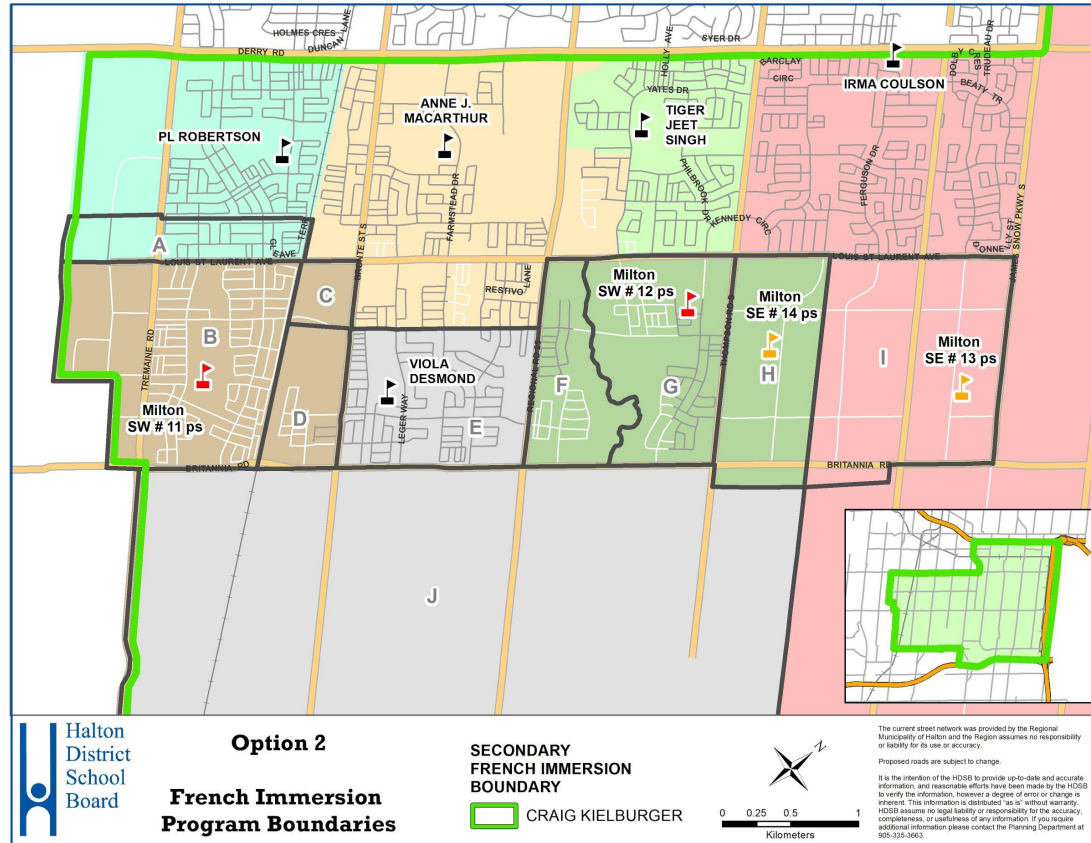 HOLMES CRES
DUNCAN LANE
DERRY RD
HOLLY AVE
SYER DR
BARCLAY
CIRC
DOLBY CRES
TRUDEAU DR
BEATY TR
IRMA COULSON
YATES DR
ANNE J.
MACARTHUR
TIGER
JEET
SINGH
PL ROBERTSON
PHILBROOK DR
FERGUSON DR
FARMSTEAD DR
KENNEDY CIRC
JAMES SNOW PKWY S
BRONTE ST S
GLEAVE TERR
A
LOUIS ST LAURENT AVE
LOUIS ST LAURENT AVE
RESTIVO
LANE
Milton
SW # 12 ps
Milton
SE # 14 ps
Milton
SE # 13 ps
TREMAINE RD
B
C
D
E
F
G
H
I
J
VIOLA
DESMOND
LEGER WAY
REGIONAL RD 25
THOMPSON RD S
Milton
SW # 11 ps
BRITANNIA RD
BRITANNIA RD
Halton
District
School
Board
Option 2
French Immersion
Program Boundaries
SECONDARY
FRENCH IMMERSION
BOUNDARY
CRAIG KIELBURGER
N
0 0.25 0.5 1
Kilometers
The current street network was provided by the Regional
Municipality of Halton and the Region assumes no responsibility
or liability for its use or accuracy.
Proposed roads are subject to change.
It is the intention of the HDSB to provide up-to-date and accurate
information, and reasonable efforts have been made by the HDSB
to verify the information, however a degree of error or change is
inherent. This information is distributed "as is" without warranty.
HDSB assume no legal liability or responsibility for the accuracy,
completeness, or usefulness of any information. If you require
additional information please contact the Planning Department at
905-335-3663.